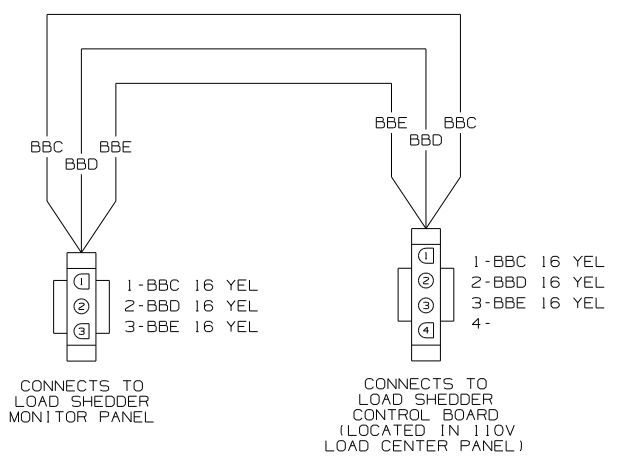 BBC
BBD
BBE
BBE
BBD
BBC
1
2
3
1-BBC 16 YEL
2-BBD 16 YEL
3-BBE 16 YEL
CONNECTS TO
LOAD SHEDDER
MONITOR PANEL
1
2
3
4
1-BBC 16 YEL
2-BBD 16 YEL
3-BBE 16 YEL
4-
CONNECTS TO
LOAD SHEDDER
CONTROL BOARD
(LOCATED IN 110V
LOAD CENTER PANEL)